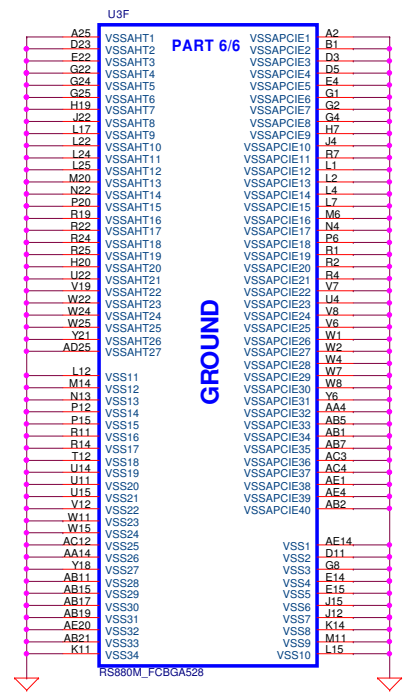 U3F
PART 6/6
A25 VSSAHT1
D23 VSSAHT2
E22 VSSAHT3
G22 VSSAHT4
G24 VSSAHT5
G25 VSSAHT6
H19 VSSAHT7
J22 VSSAHT8
L17 VSSAHT9
L22 VSSAHT10
L24 VSSAHT11
L25 VSSAHT12
M20 VSSAHT13
N22 VSSAHT14
P20 VSSAHT15
R19 VSSAHT16
R22 VSSAHT17
R24 VSSAHT18
R25 VSSAHT19
H20 VSSAHT20
U22 VSSAHT21
V19 VSSAHT22
W22 VSSAHT23
W24 VSSAHT24
W25 VSSAHT25
Y21 VSSAHT26
AD25 VSSAHT27
L12 VSS11
M14 VSS12
N13 VSS13
P12 VSS14
P15 VSS15
R11 VSS16
R14 VSS17
T12 VSS18
U14 VSS19
U11 VSS20
U15 VSS21
V12 VSS22
W11 VSS23
W15 VSS24
AC12 VSS25
AA14 VSS26
Y18 VSS27
AB11 VSS28
AB15 VSS29
AB17 VSS30
AB19 VSS31
AE20 VSS32
AB21 VSS33
K11 VSS34
GROUND
VSSAPCIE1 A2
VSSAPCIE2 B1
VSSAPCIE3 D3
VSSAPCIE4 D5
VSSAPCIE5 E4
VSSAPCIE6 G1
VSSAPCIE7 G2
VSSAPCIE8 G4
VSSAPCIE9 H7
VSSAPCIE10 J4
VSSAPCIE11 R7
VSSAPCIE12 L1
VSSAPCIE13 L2
VSSAPCIE14 L4
VSSAPCIE15 L7
VSSAPCIE16 M6
VSSAPCIE17 N4
VSSAPCIE18 P6
VSSAPCIE19 R1
VSSAPCIE20 R2
VSSAPCIE21 R4
VSSAPCIE22 V7
VSSAPCIE23 U4
VSSAPCIE24 V8
VSSAPCIE25 V6
VSSAPCIE26 W1
VSSAPCIE27 W2
VSSAPCIE28 W4
VSSAPCIE29 W7
VSSAPCIE30 W8
VSSAPCIE31 Y6
VSSAPCIE32 AA4
VSSAPCIE33 AB5
VSSAPCIE34 AB1
VSSAPCIE35 AB7
VSSAPCIE36 AC3
VSSAPCIE37 AC4
VSSAPCIE38 AE1
VSSAPCIE39 AE4
VSSAPCIE40 AB2
VSS1 AE14
VSS2 D11
VSS3 G8
VSS4 E14
VSS5 E15
VSS6 J15
VSS7 J12
VSS8 K14
VSS9 M11
VSS10 L15
RS880M_FCBGA528